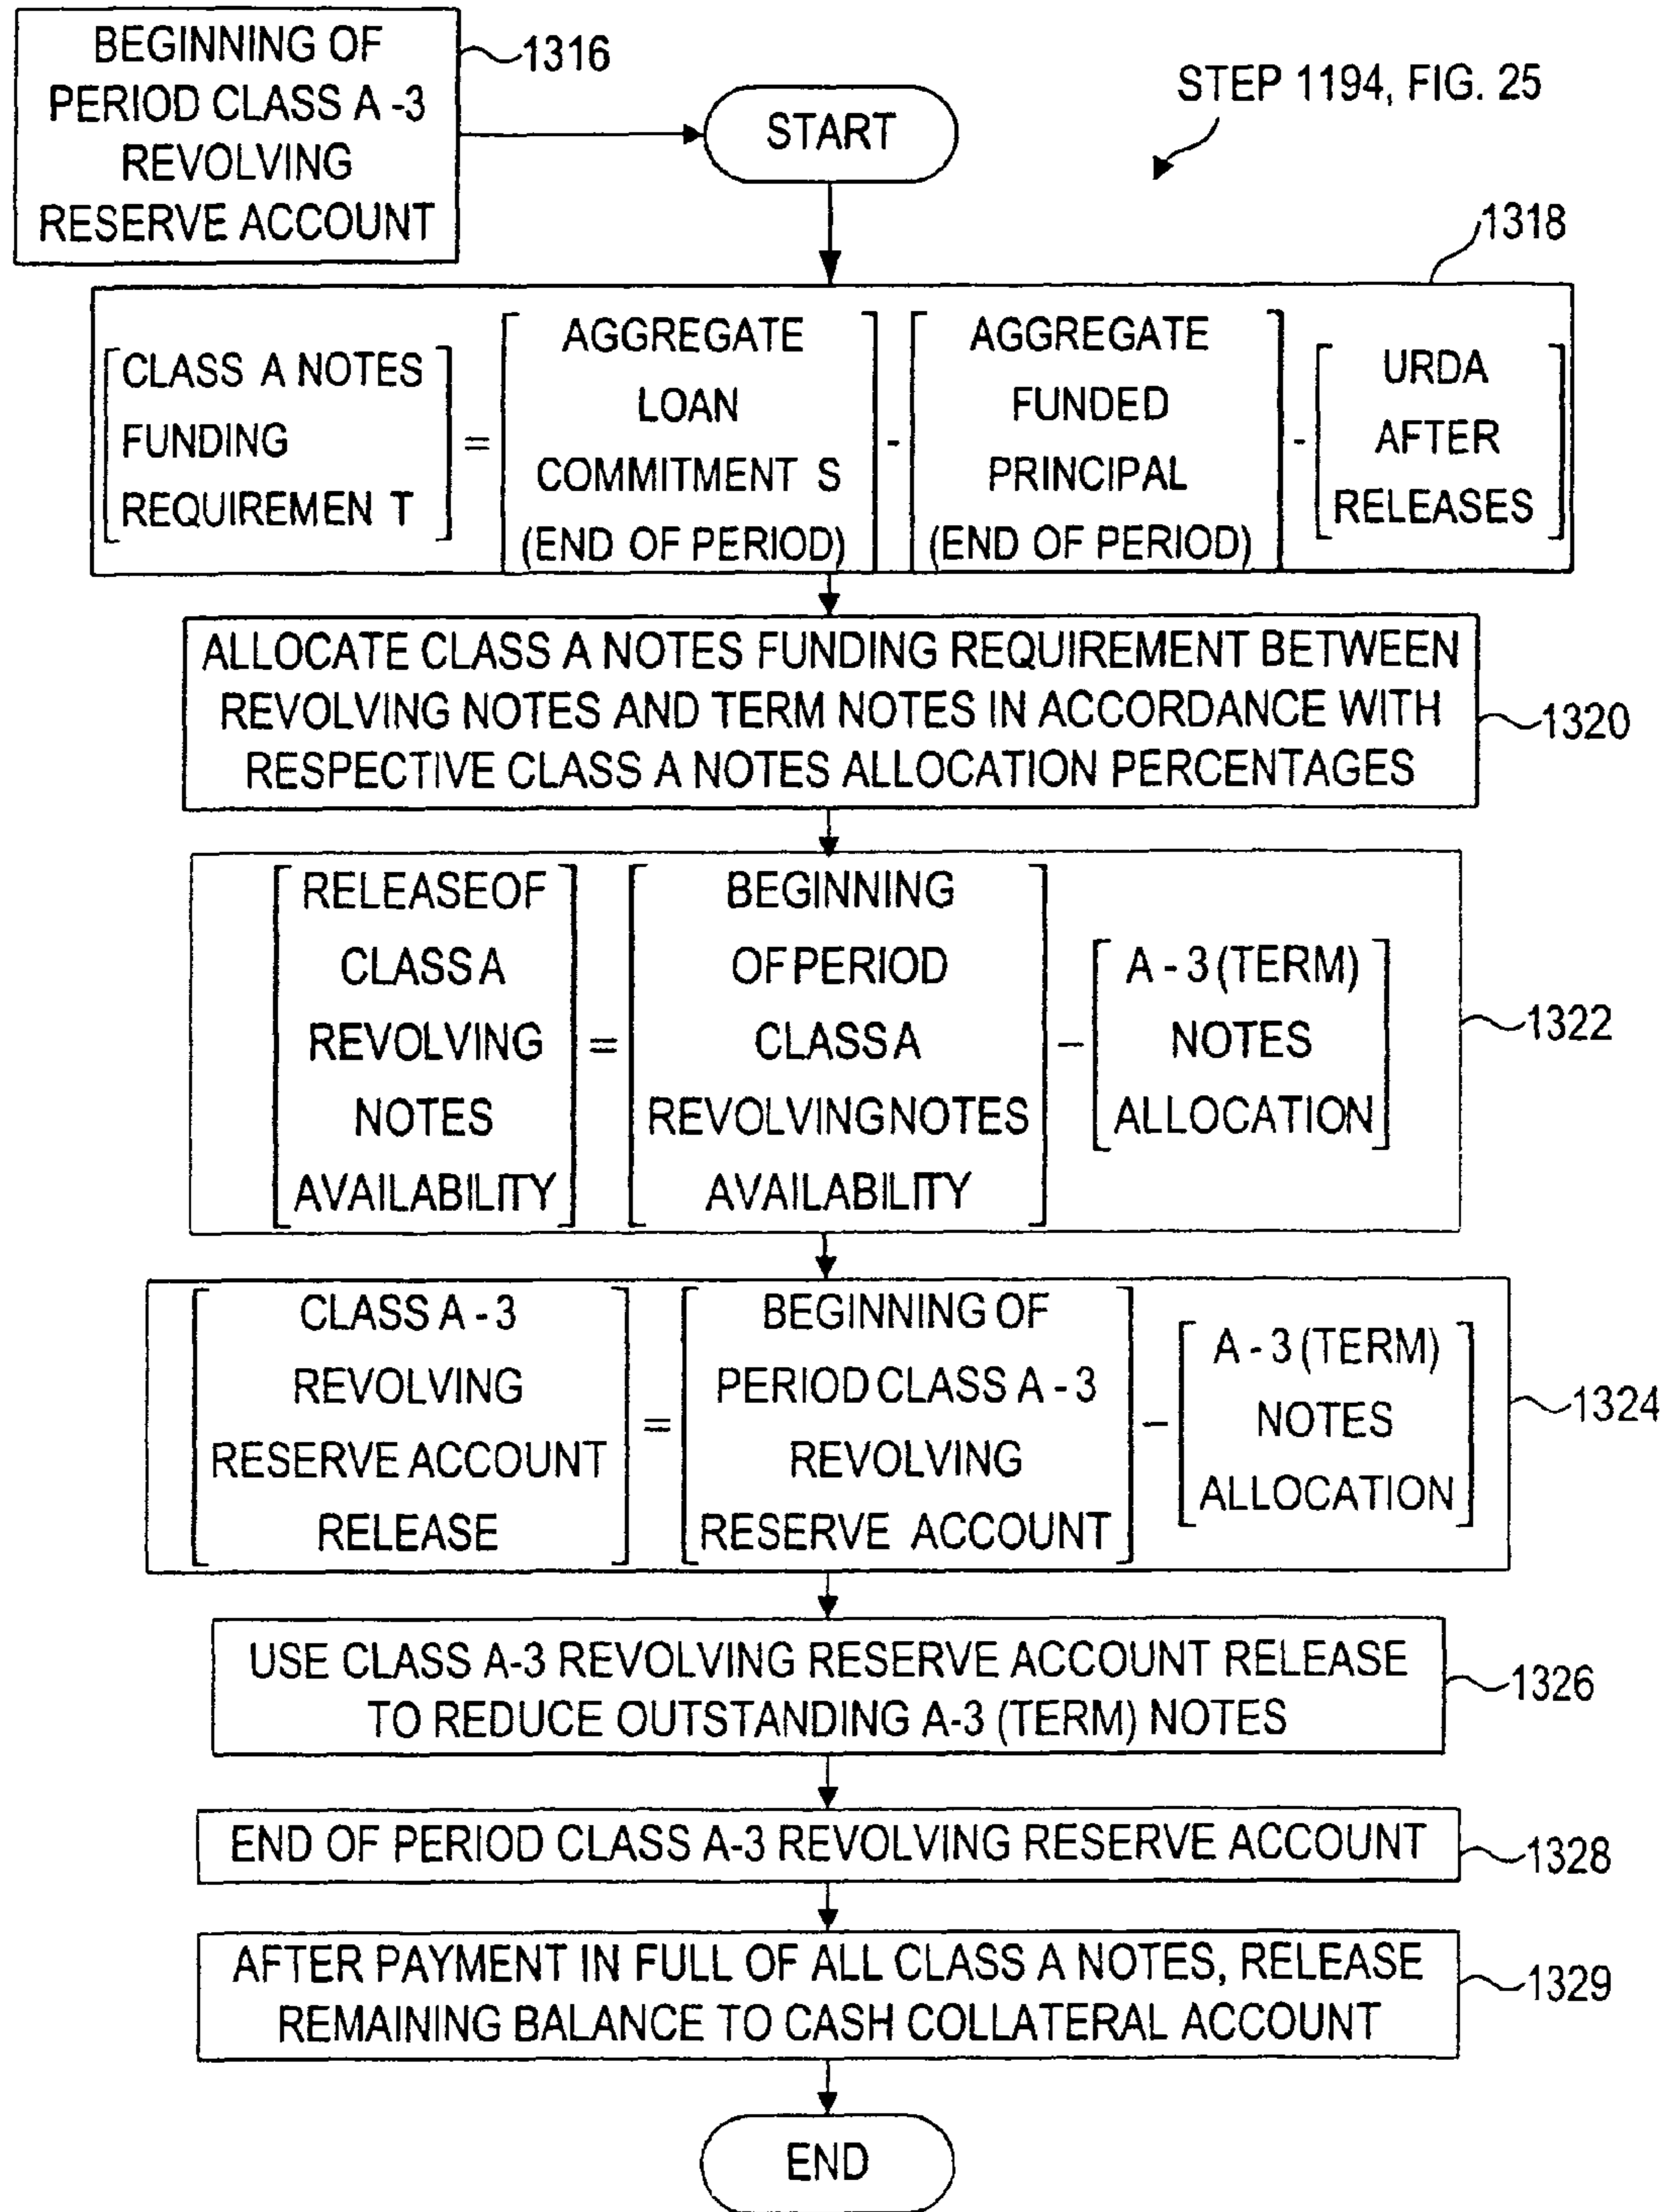 BEGINNING OF
PERIOD CLASS A -3
REVOLVING
RESERVE ACCOUNT
1316
START
STEP 1194, FIG. 25
1318
CLASS A NOTES
FUNDING
REQUIREMEN T
=
AGGREGATE
LOAN
COMMITMENT S
(END OF PERIOD)
-
AGGREGATE
FUNDED
PRINCIPAL
(END OF PERIOD)
-
URDA
AFTER
RELEASES
ALLOCATE CLASS A NOTES FUNDING REQUIREMENT BETWEEN
REVOLVING NOTES AND TERM NOTES IN ACCORDANCE WITH
RESPECTIVE CLASS A NOTES ALLOCATION PERCENTAGES
1320
RELEASE OF
CLASS A
REVOLVING
NOTES
AVAILABILITY
=
BEGINNING
OF PERIOD
CLASS A
REVOLVING NOTES
AVAILABILITY
-
A - 3 (TERM)
NOTES
ALLOCATION
1322
CLASS A - 3
REVOLVING
RESERVE ACCOUNT
RELEASE
=
BEGINNING OF
PERIOD CLASS A - 3
REVOLVING
RESERVE ACCOUNT
-
A - 3 (TERM)
NOTES
ALLOCATION
1324
USE CLASS A-3 REVOLVING RESERVE ACCOUNT RELEASE
TO REDUCE OUTSTANDING A-3 (TERM) NOTES
1326
END OF PERIOD CLASS A-3 REVOLVING RESERVE ACCOUNT
1328
AFTER PAYMENT IN FULL OF ALL CLASS A NOTES, RELEASE
REMAINING BALANCE TO CASH COLLATERAL ACCOUNT
1329
END